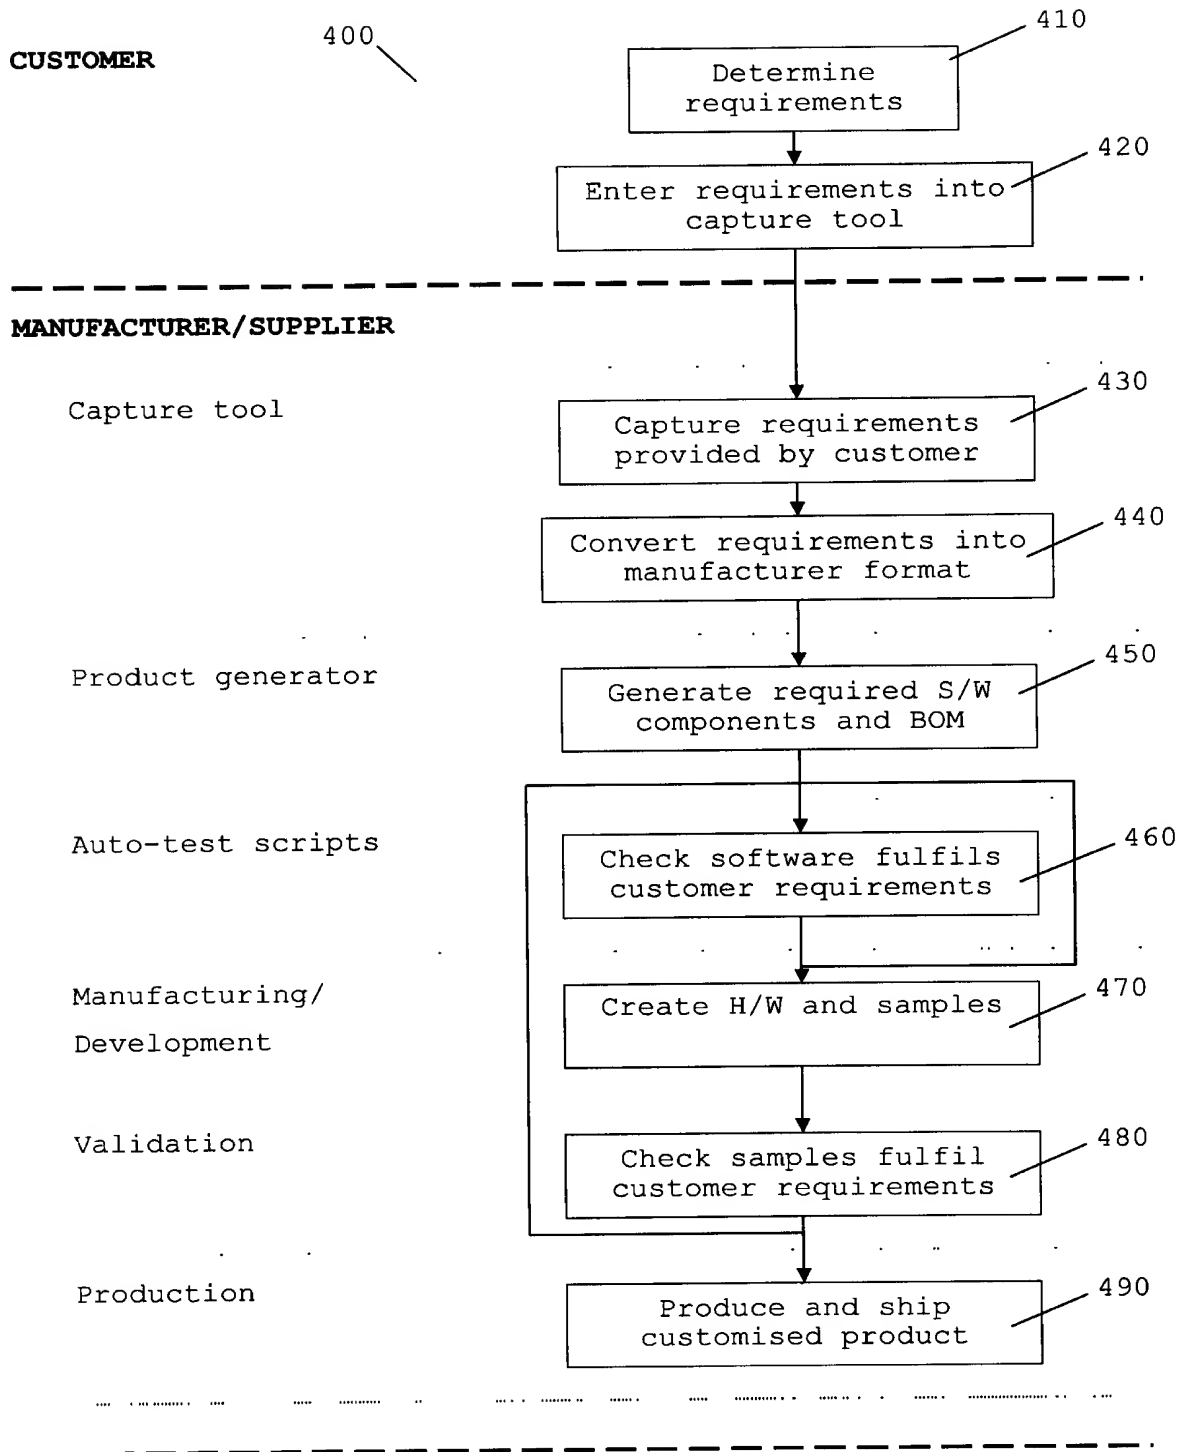 CUSTOMER
400
410
Determine
requirements
420
Enter requirements into
capture tool
MANUFACTURER/SUPPLIER
Capture tool
430
Capture requirements
provided by customer
440
Convert requirements into
manufacturer format
Product generator
450
Generate required S/W
components and BOM
Auto-test scripts
460
Check software fulfils
customer requirements
Manufacturing/
Development
470
Create H/W and samples
Validation
480
Check samples fulfil
customer requirements
Production
490
Produce and ship
customised product